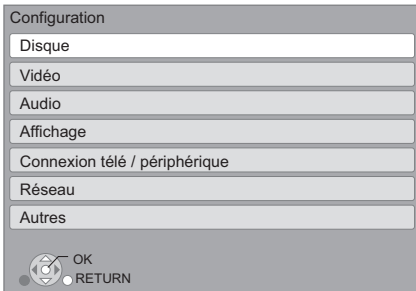 Configuration
Disque
Vidéo
Audio
Affichage
Connexion télé / périphérique
Réseau
Autres
OK
RETURN